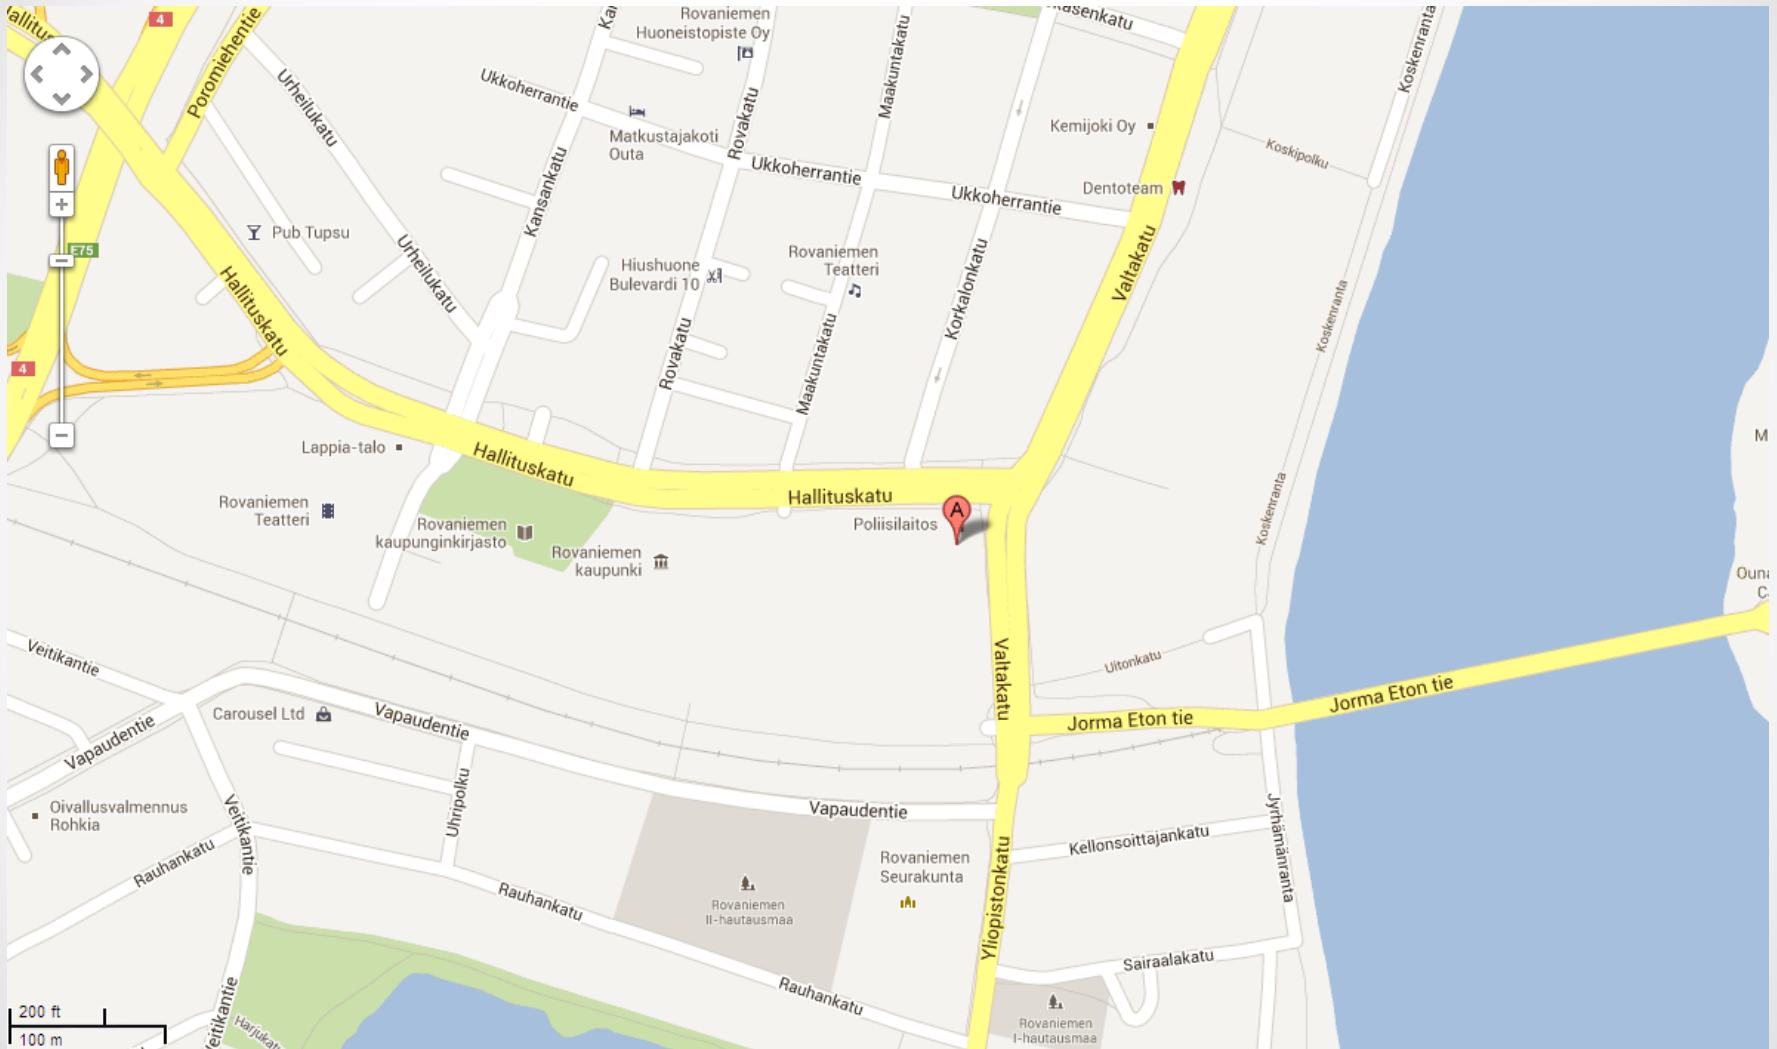 Hallitus
4
Poromiehentie
Urheilukatu
Ukkoherrantie
Rovaniemen
Huoneistopiste Oy
Matkustajakoti
Outa
Rovakatu
Maakuntakatu
Koskenranta
Kemijoki Oy
Koskipolku
Ukkoherrantie
Dentoteam
Ukkoherrantie
Kansankatu
Pub Tupsu
E75
Urheilukatu
Hallituskatu
Hiushuone
Bulevardi 10
Rovaniemen
Teatteri
Korkalonkatu
Valtakatu
Koskenranta
Rovakatu
Maakuntakatu
4
Lappia-talo
Hallituskatu
Hallituskatu
A
Poliisilaitos
Rovaniemen
Teatteri
Rovaniemen
kaupunginkirjasto
Rovaniemen
kaupunki
Koskenranta
Veitikantie
Valtakatu
Uitonkatu
Jorma Eton tie
Jorma Eton tie
Vapaudentie
Carousel Ltd
Vapaudentie
Oivallusvalmennus
Rohkia
Veitikantie
Uhripolku
Vapaudentie
Rauhankatu
Rauhankatu
Rovaniemen
II-hautausmaa
Rovaniemen
Seurakunta
Yliopistonkatu
Kellonsoittajankatu
Jyrhämänranta
Sairaalakatu
Rauhankatu
Rovaniemen
I-hautausmaa
200 ft
100 m